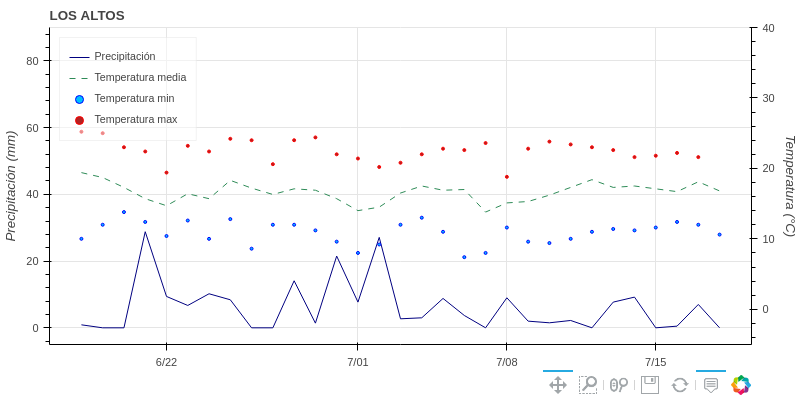 LOS ALTOS
Precipitación
Temperatura media
Temperatura min
Temperatura max
Precipitación (mm)
80
60
40
20
0
40
30
20
10
0
Temperatura (°C)
6/22
7/01
7/08
7/15